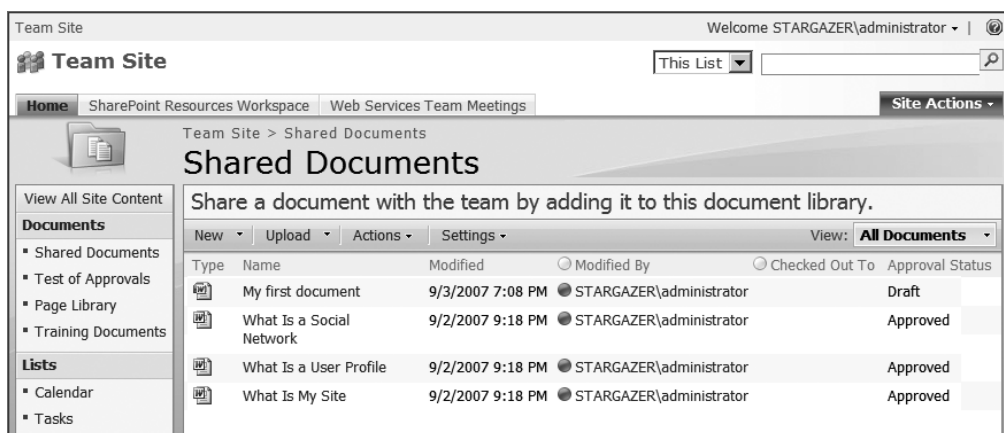 Team Site
Welcome STARGAZER\administrator
Team Site
This List
Home SharePoint Resources Workspace Web Services Team Meetings Site Actions
Team Site > Shared Documents
Shared Documents
View All Site Content
Documents
Shared Documents
Test of Approvals
Page Library
Training Documents
Lists
Calendar
Tasks
Share a document with the team by adding it to this document library.
New Upload Actions Settings View: All Documents
Type Name Modified Modified By Checked Out To Approval Status
My first document 9/3/2007 7:08 PM STARGAZER\administrator Draft
What Is a Social 9/2/2007 9:18 PM STARGAZER\administrator Approved
Network
What Is a User Profile 9/2/2007 9:18 PM STARGAZER\administrator Approved
What Is My Site 9/2/2007 9:18 PM STARGAZER\administrator Approved